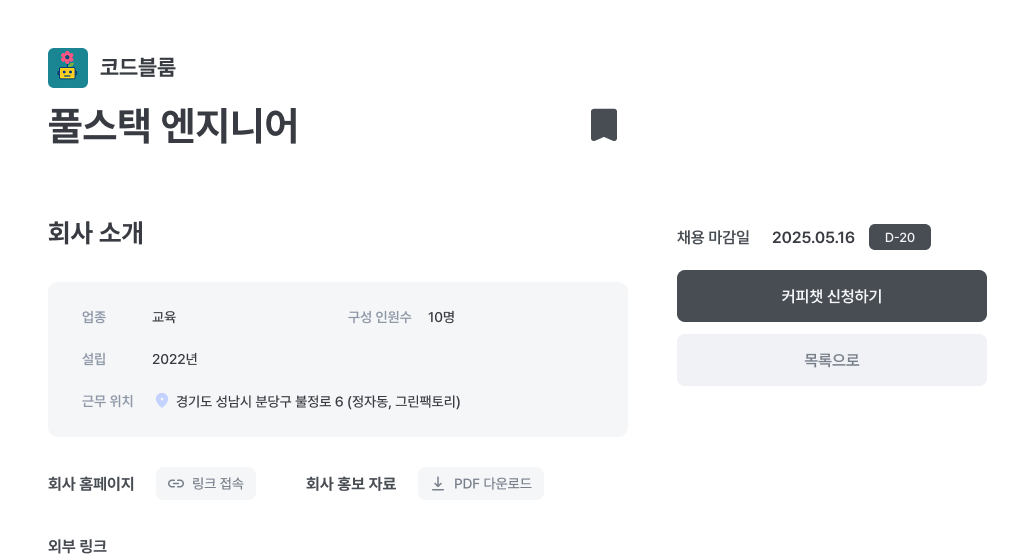 코드블룸
풀스택 엔지니어
회사 소개
업종 교육 구성 인원수 10명
설립 2022년
근무 위치 경기도 성남시 분당구 불정로 6 (정자동, 그린팩토리)
회사 홈페이지 링크 접속 회사 홍보 자료 PDF 다운로드
외부 링크
채용 마감일 2025.05.16 D-20
커피챗 신청하기
목록으로